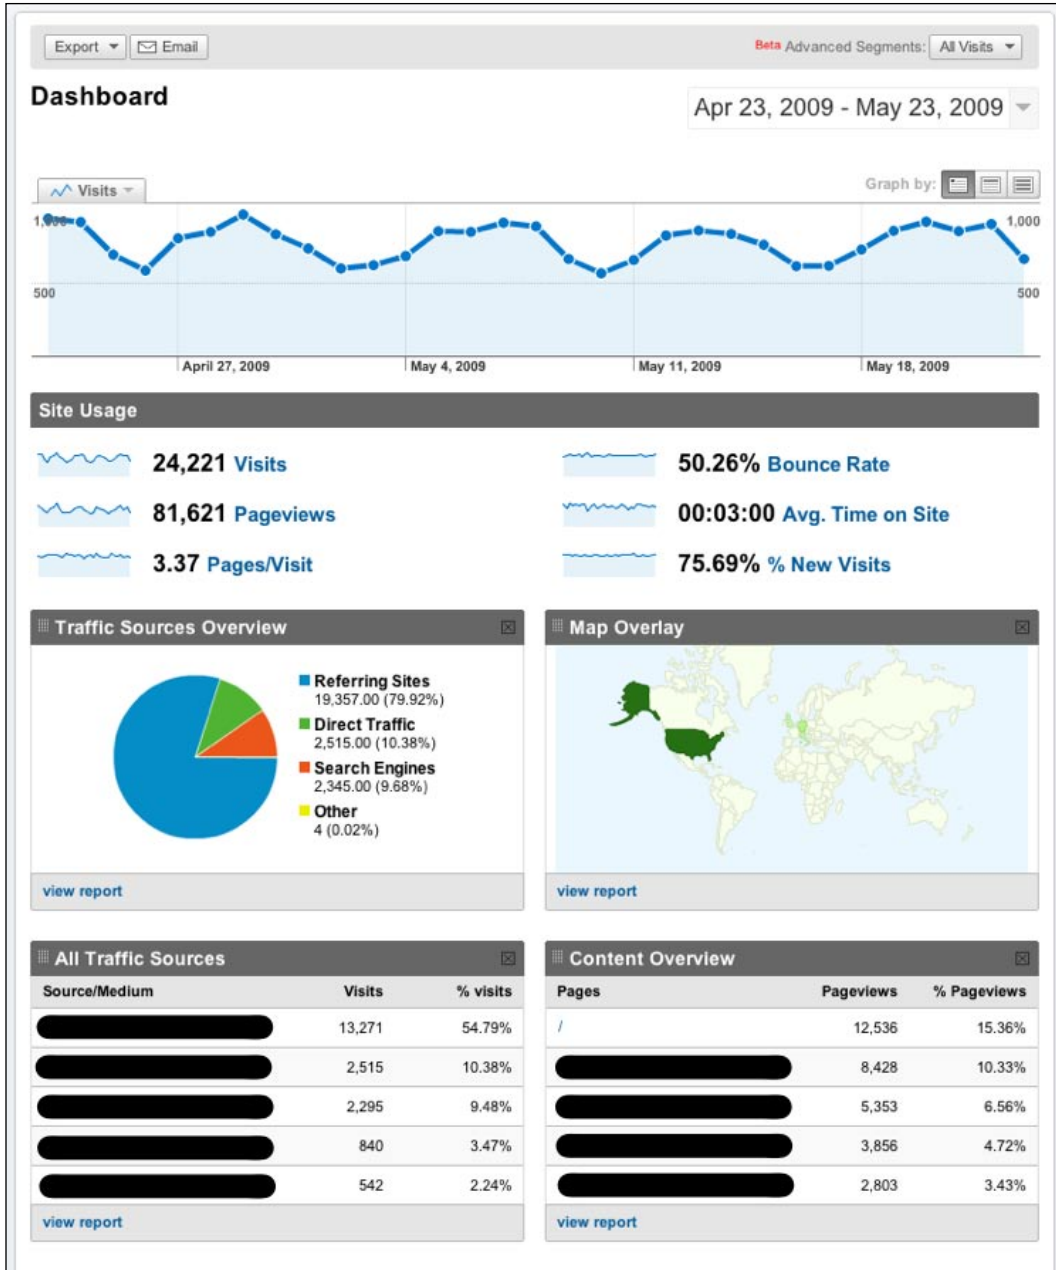 Export Email Beta Advanced Segments: All Visits
Dashboard
Apr 23, 2009 - May 23, 2009
Visits Graph by:
1,000 1,000
500 500
April 27, 2009 May 4, 2009 May 11, 2009 May 18, 2009
Site Usage
24,221 Visits 50.26% Bounce Rate
81,621 Pageviews 00:03:00 Avg. Time on Site
3.37 Pages/Visit 75.69% % New Visits
Traffic Sources Overview
Referring Sites
19,357.00 (79.92%)
Direct Traffic
2,515.00 (10.38%)
Search Engines
2,345.00 (9.68%)
Other
4 (0.02%)
view report
Map Overlay
view report
All Traffic Sources
Source/Medium Visits % visits
13,271 54.79%
2,515 10.38%
2,295 9.48%
840 3.47%
542 2.24%
view report
Content Overview
Pages Pageviews % Pageviews
/ 12,536 15.36%
8,428 10.33%
5,353 6.56%
3,856 4.72%
2,803 3.43%
view report